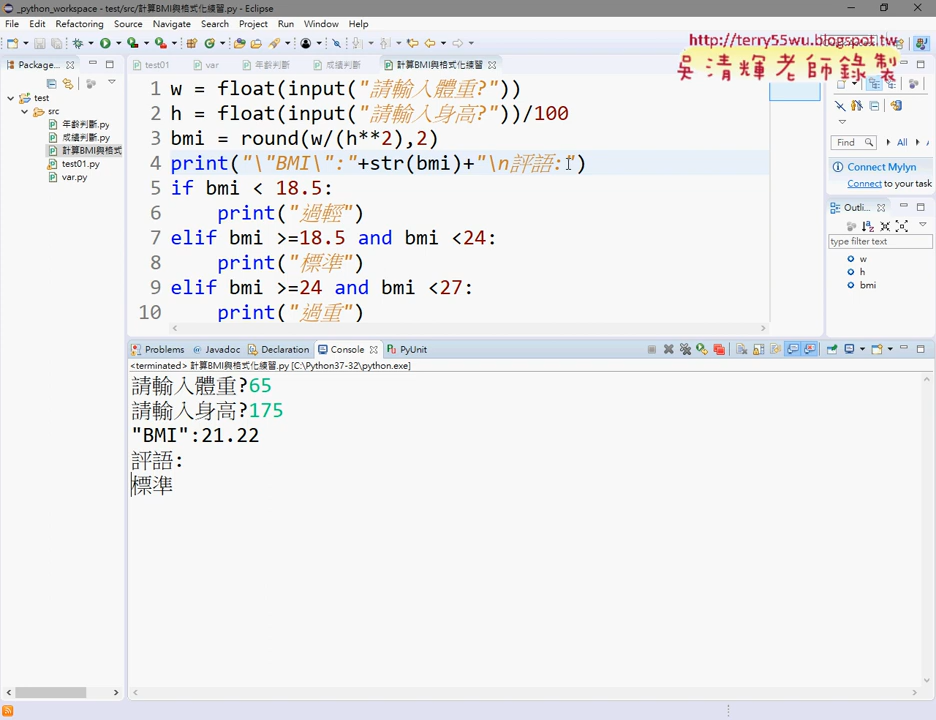 _python_workspace - test/src/計算BMI與格式化練習.py - Eclipse
File Edit Refactoring Source Navigate Search Project Run Window Help
http://terry55wu.blogspot.tw
吳清輝老師錄製
Package...
test01
var
年齡判斷
成績判斷
計算BMI與格式化練習
test
src
年齡判斷.py
成績判斷.py
計算BMI與格式化
test01.py
var.py
1 w = float(input("請輸入體重?"))
2 h = float(input("請輸入身高?"))/100
3 bmi = round(w/(h**2),2)
4 print("\"BMI\":"+str(bmi)+"\n評語:")
5 if bmi < 18.5:
6 print("過輕")
7 elif bmi >=18.5 and bmi <24:
8 print("標準")
9 elif bmi >=24 and bmi <27:
10 print("過重")
Find
All
Connect Mylyn
Connect to your task
Outli...
type filter text
w
h
bmi
Problems Javadoc Declaration Console PyUnit
<terminated> 計算BMI與格式化練習.py [C:\Python37-32\python.exe]
請輸入體重?65
請輸入身高?175
"BMI":21.22
評語:
標準